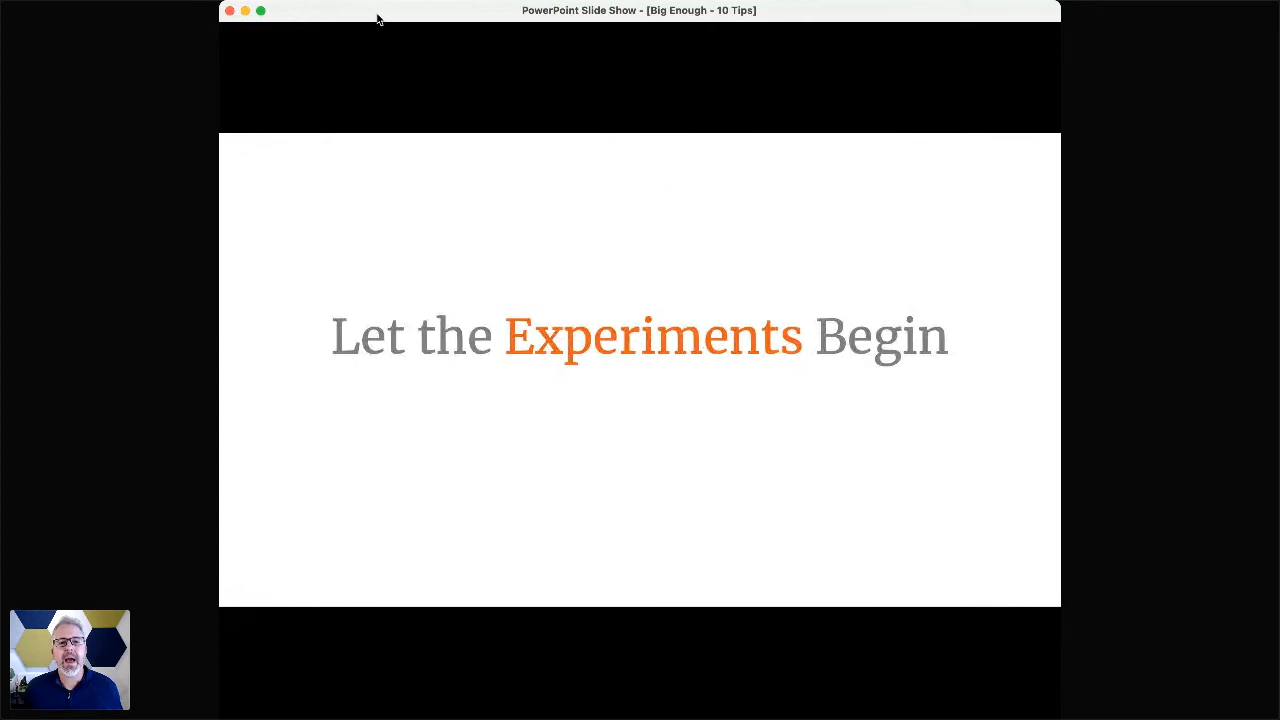 PowerPoint Slide Show - [Big Enough - 10 Tips]
Let the Experiments Begin